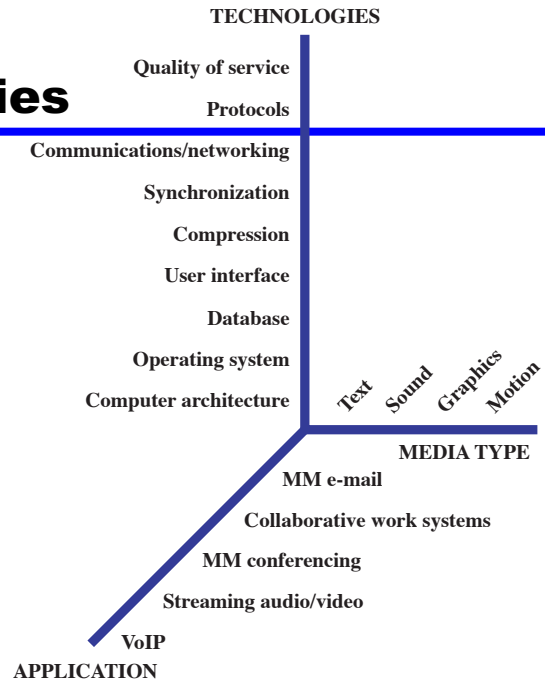 TECHNOLOGIES
Quality of service
ies
Protocols
Communications/networking
Synchronization
Compression
User interface
Database
Operating system
Computer architecture
Text
Sound
Graphics
Motion
MEDIA TYPE
MM e-mail
Collaborative work systems
MM conferencing
Streaming audio/video
VoIP
APPLICATION